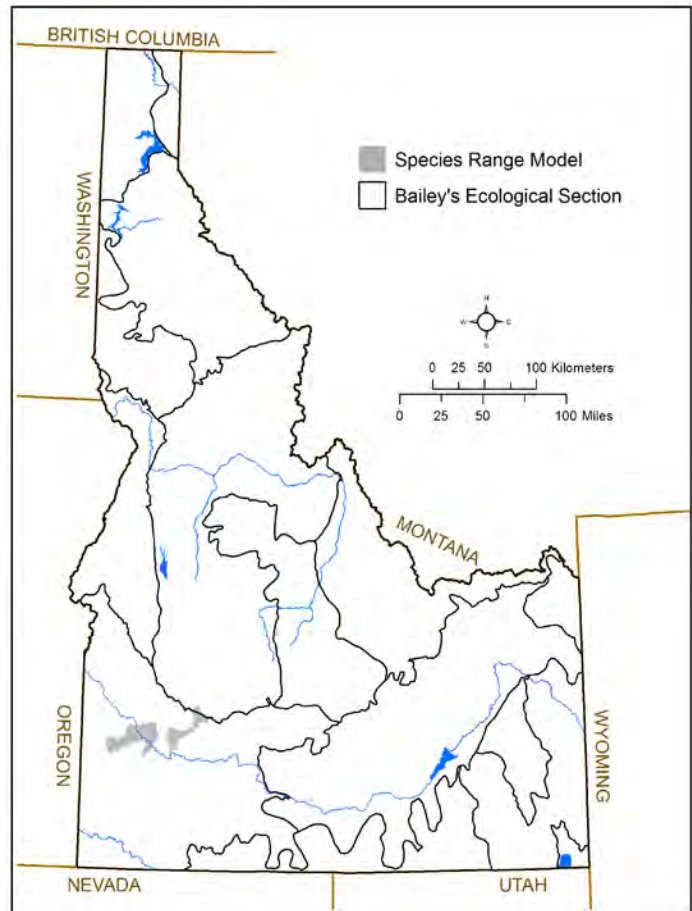 BRITISH COLUMBIA
WASHINGTON
Species Range Model
Bailey's Ecological Section
N
W E
S
0 25 50 100 Kilometers
0 25 50 100 Miles
MONTANA
OREGON
WYOMING
NEVADA
UTAH